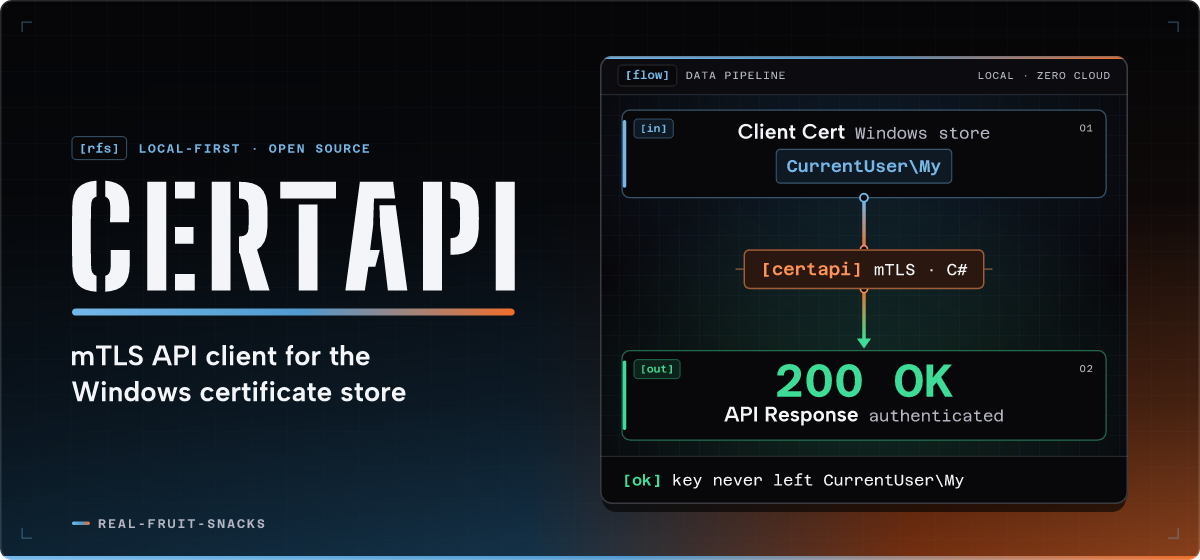 [rfs] LOCAL-FIRST · OPEN SOURCE
CERTAPI
mTLS API client for the
Windows certificate store
REAL-FRUIT-SNACKS
[flow] DATA PIPELINE
LOCAL · ZERO CLOUD
[in]
Client Cert Windows store
01
CurrentUser\My
[certapi] mTLS · C#
[out]
200 OK
02
API Response authenticated
[ok] key never left CurrentUser\My